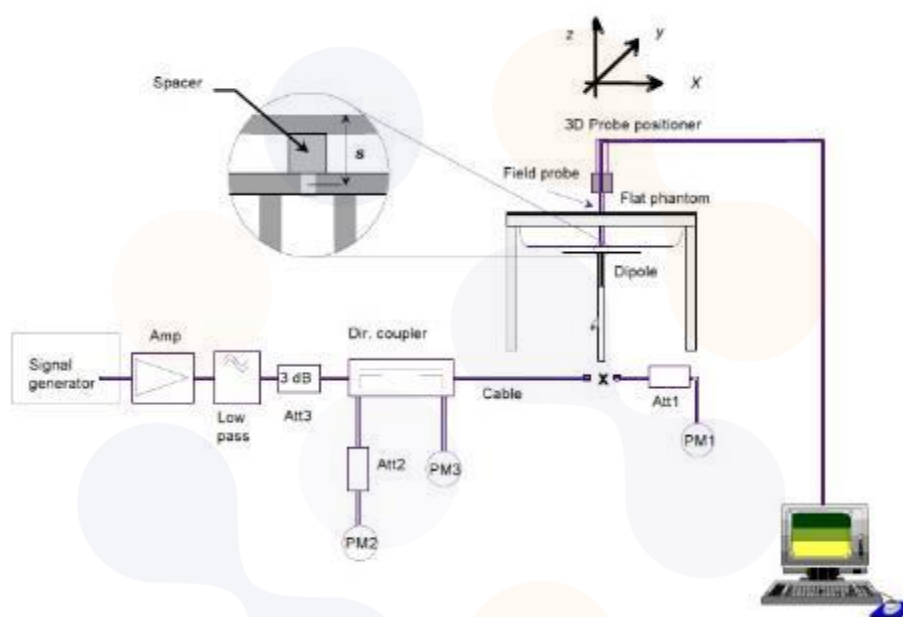 z
y
X
Spacer
s
3D Probe positioner
Field probe
Flat phantom
Dipole
Signal
generator
Amp
Low
pass
3 dB
Att3
Dir. coupler
Att2
PM2
PM3
Cable
x
Att1
PM1